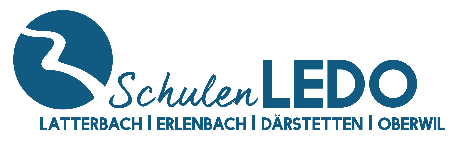 Schulen LEDO
LATTERBACH | ERLENBACH | DÄRSTETTEN | OBERWIL